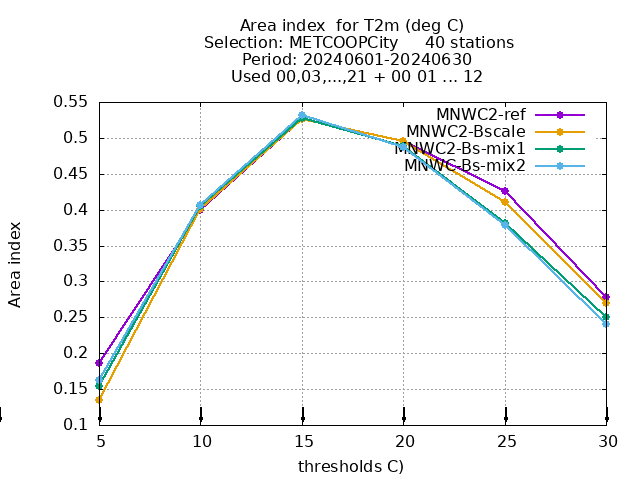 Area index  for T2m (deg C)
Selection: METCOOPCity     40 stations
Period: 20240601-20240630
Used 00,03,...,21 + 00 01 ... 12
0.55
0.5
0.45
0.4
0.35
0.3
0.25
0.2
0.15
0.1
Area index
MNWC2-ref
MNWC2-Bscale
MNWC2-Bs-mix1
MNWC-Bs-mix2
5 10 15 20 25 30
thresholds C)